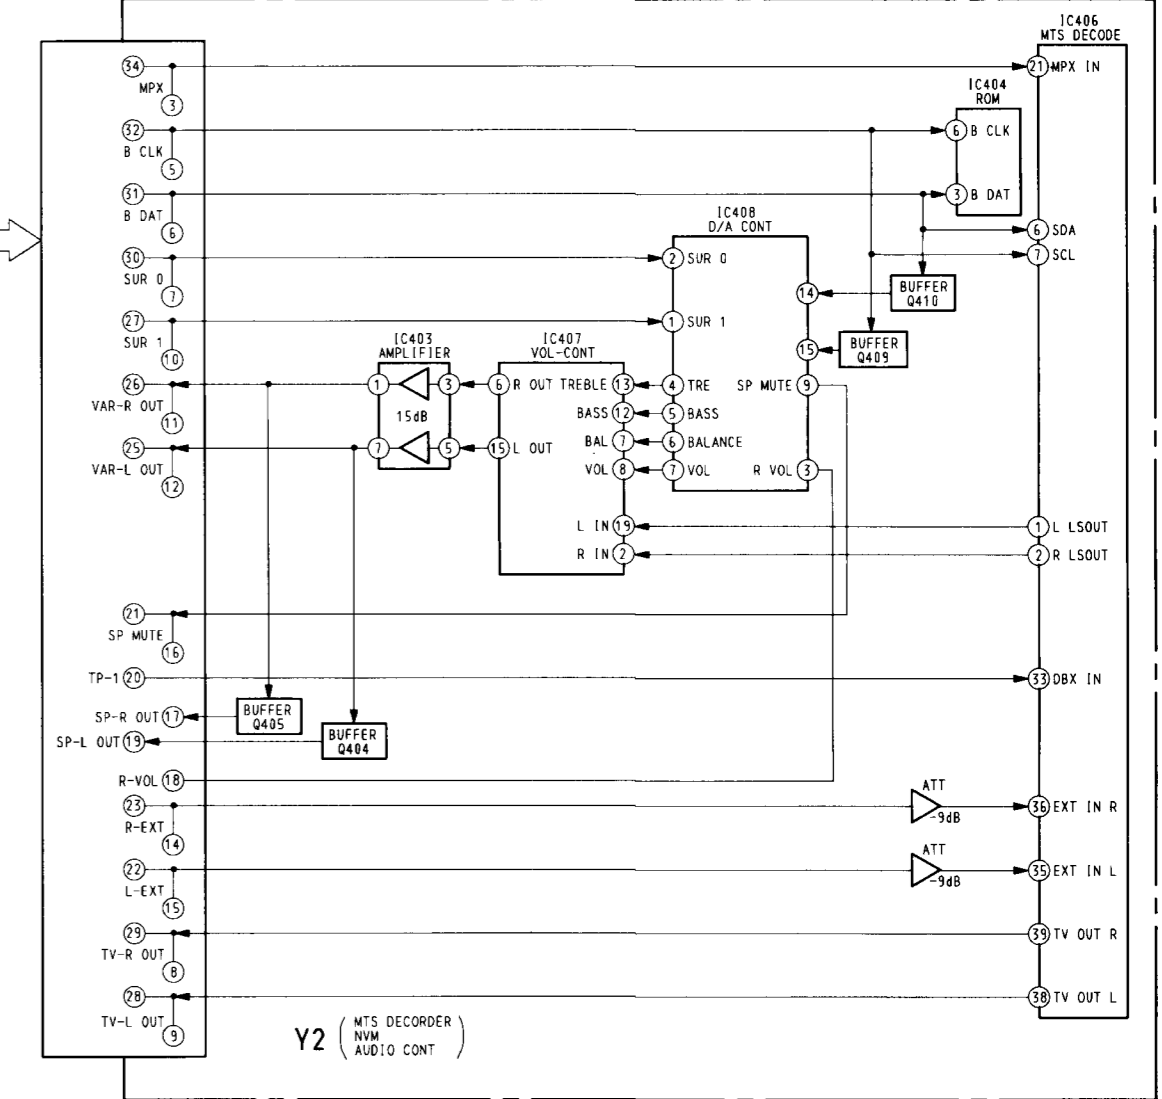 IC406
MTS DECODE
34
MPX
3
21 MPX IN
IC404
ROM
32
B CLK
5
6 B CLK
31
B DAT
6
3 B DAT
IC408
D/A CONT
6 SDA
7 SCL
30
SUR 0
7
2 SUR 0
BUFFER
Q410
14
27
SUR 1
10
1 SUR 1
BUFFER
Q409
15
IC403
AMPLIFIER
IC407
VOL-CONT
26
VAR-R OUT
11
1
3
15dB
6 R OUT
TREBLE 13
4 TRE
SP MUTE 9
BASS 12
5 BASS
BAL 7
6 BALANCE
25
VAR-L OUT
12
7
5
15 L OUT
VOL 8
7 VOL
R VOL 3
L IN 19
1 L LSOUT
R IN 2
2 R LSOUT
21
SP MUTE
16
TP-1 20
33 DBX IN
SP-R OUT 17
BUFFER
Q405
SP-L OUT 19
BUFFER
Q404
R-VOL 18
23
R-EXT
14
ATT
-9dB
36 EXT IN R
22
L-EXT
15
ATT
-9dB
35 EXT IN L
29
TV-R OUT
8
39 TV OUT R
28
TV-L OUT
9
38 TV OUT L
Y2
MTS DECORDER
NVM
AUDIO CONT